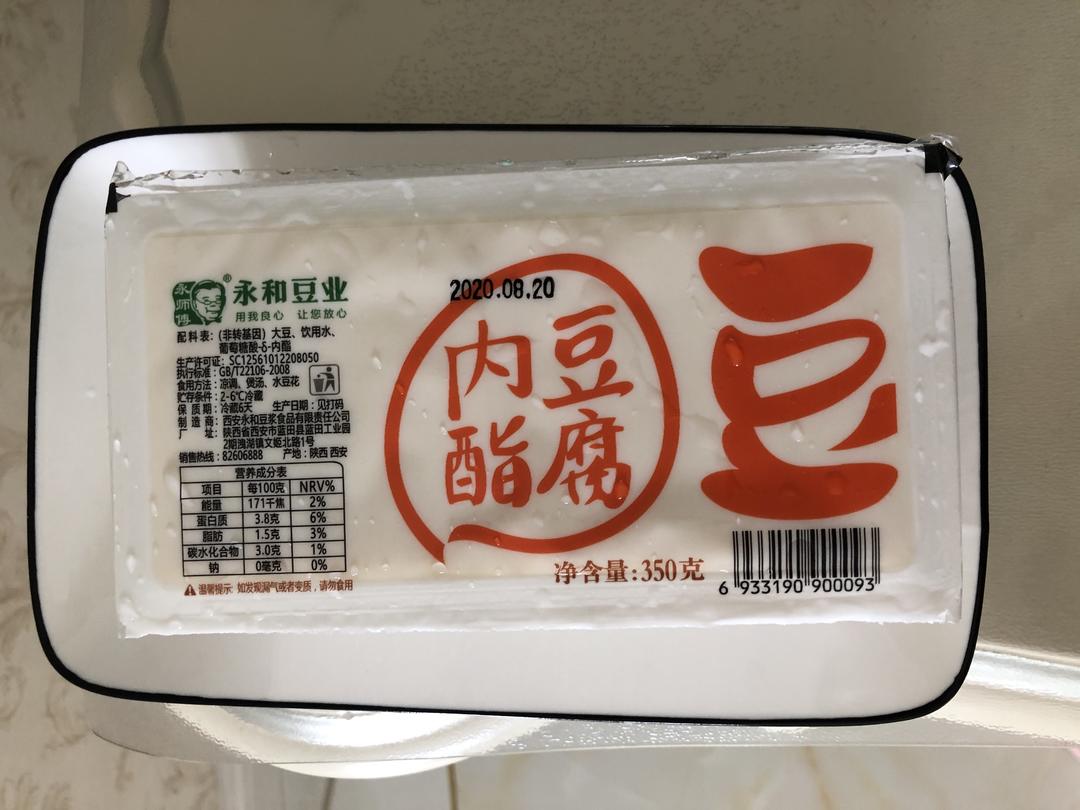 永师傅
®
永和豆业
用我良心 让您放心
配料表：(非转基因) 大豆、饮用水、
葡萄糖酸-δ-内酯
生产许可证：SC12561012208050
执行标准：GB/T22106-2008
食用方法：凉调、煲汤、水豆花
贮存条件：2-6℃冷藏
保质期：冷藏6天 生产日期：见打码
制造商：西安永和豆浆食品有限责任公司
厂址：陕西省西安市蓝田县蓝田工业园
2期洩湖镇文姬北路1号
销售热线：82606888 产地：陕西 西安
营养成分表
项目 每100克 NRV%
能量 171千焦 2%
蛋白质 3.8克 6%
脂肪 1.5克 3%
碳水化合物 3.0克 1%
钠 0毫克 0%
温馨提示：如发现漏气或者变质，请勿食用
2020.08.20
内酯
豆腐
豆
净含量：350克
6 933190 900093